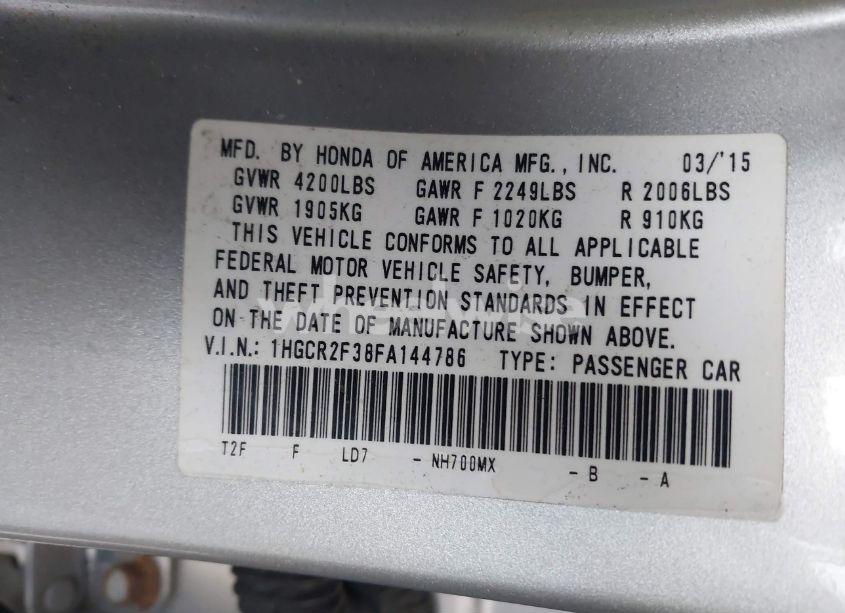 MFD. BY HONDA OF AMERICA MFG., INC. 03/'15
GVWR 4200LBS GAWR F 2249LBS R 2006LBS
GVWR 1905KG GAWR F 1020KG R 910KG
THIS VEHICLE CONFORMS TO ALL APPLICABLE
FEDERAL MOTOR VEHICLE SAFETY, BUMPER,
AND THEFT PREVENTION STANDARDS IN EFFECT
ON THE DATE OF MANUFACTURE SHOWN ABOVE.
V.I.N.: 1HGCR2F38FA144786 TYPE: PASSENGER CAR
T2F F LD7 - NH700MX - B - A
wheelwise